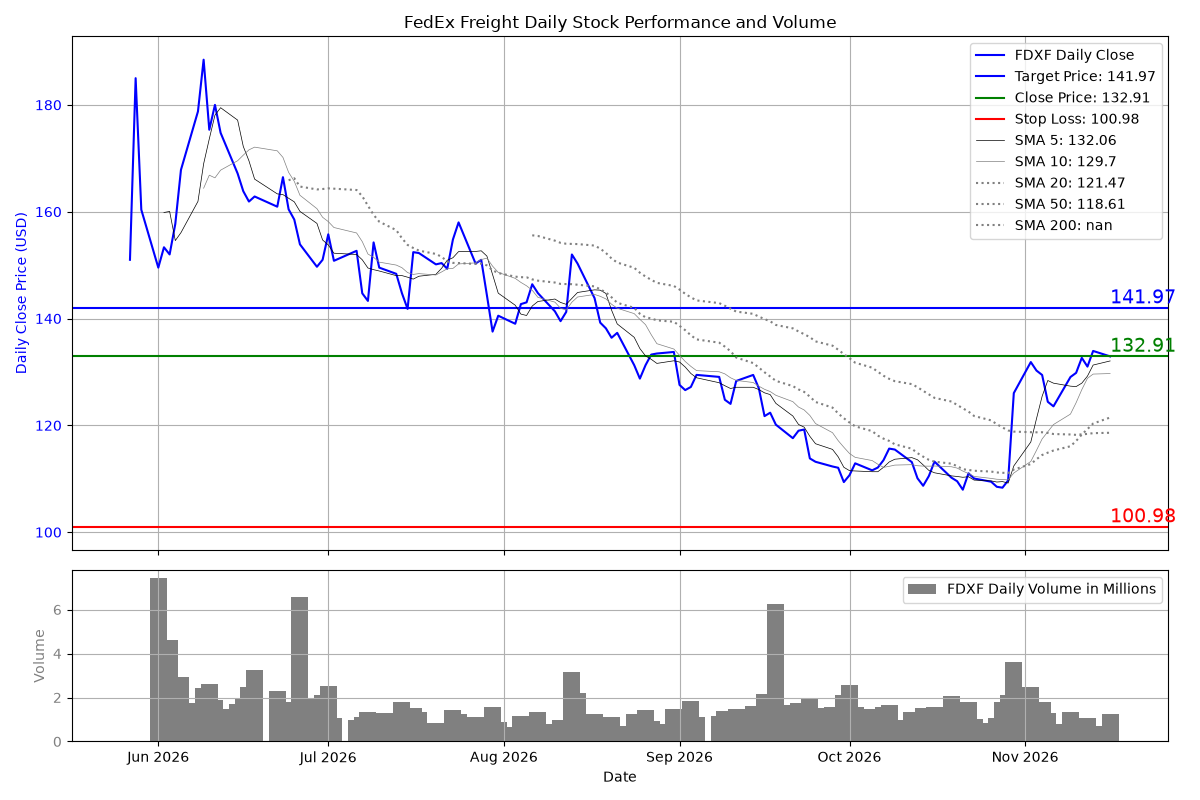 FedEx Freight Daily Stock Performance and Volume
Daily Close Price (USD)
180
160
140
120
100
FDXF Daily Close
Target Price: 141.97
Close Price: 132.91
Stop Loss: 100.98
SMA 5: 132.06
SMA 10: 129.7
SMA 20: 121.47
SMA 50: 118.61
SMA 200: nan
141.97
132.91
100.98
Volume
6
4
2
0
FDXF Daily Volume in Millions
Jun 2026
Jul 2026
Aug 2026
Sep 2026
Oct 2026
Nov 2026
Date